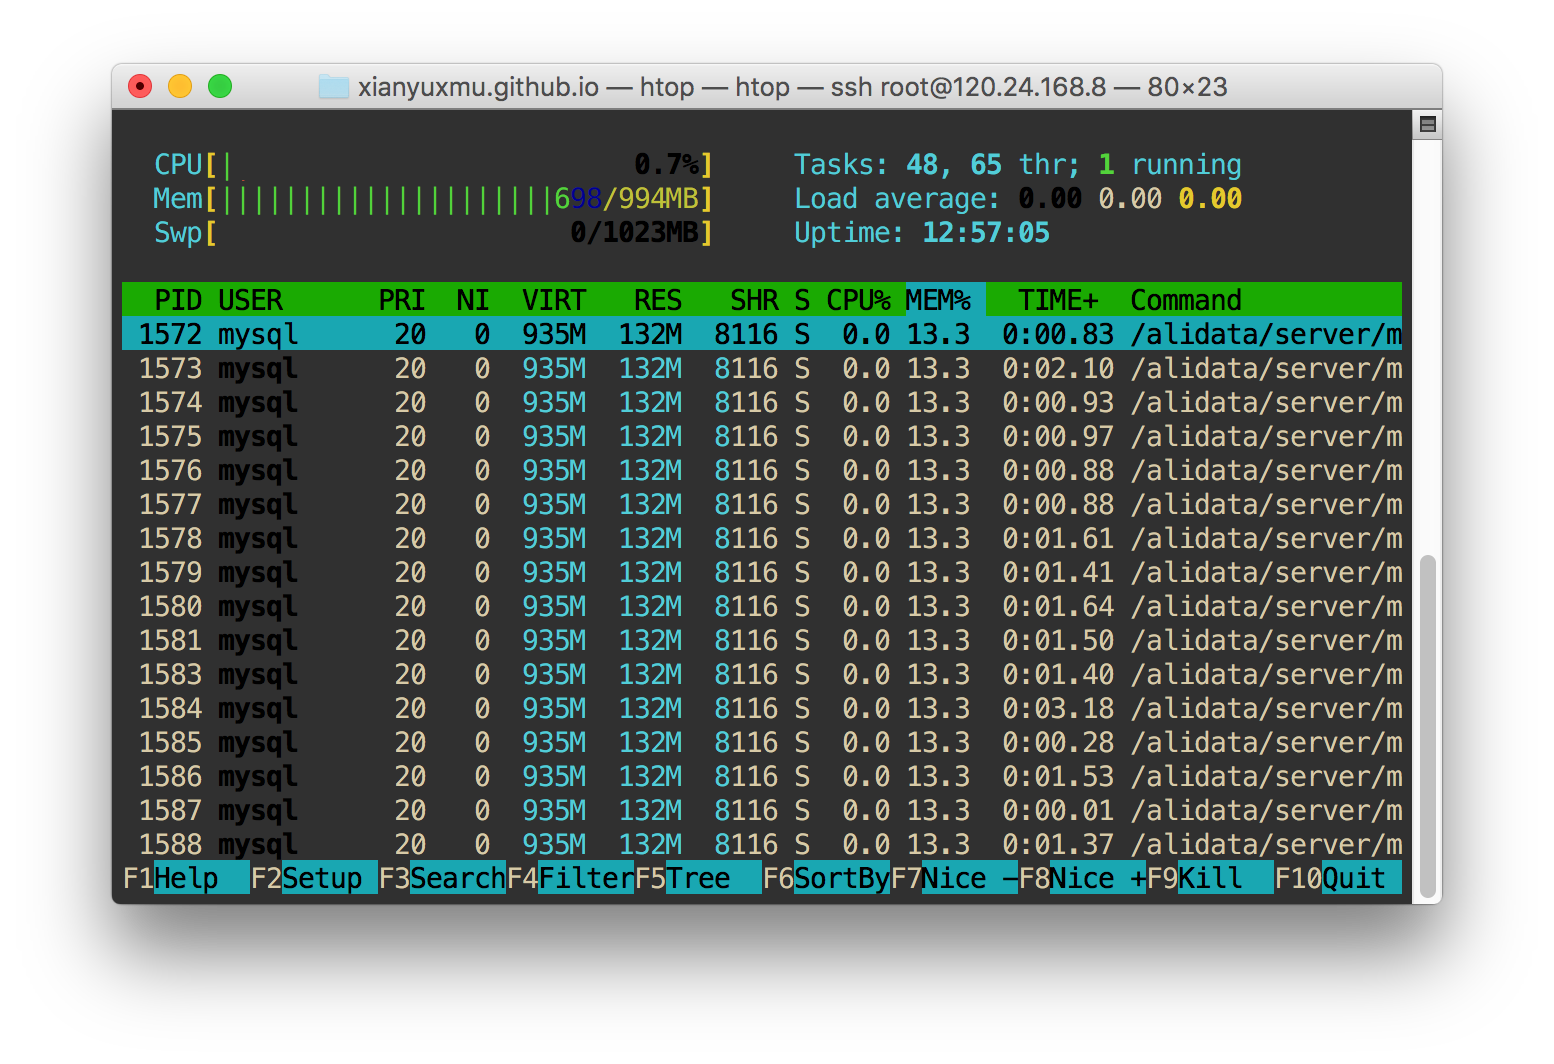 xianyuxmu.github.io — htop — htop — ssh root@120.24.168.8 — 80×23
CPU[| 0.7%] Tasks: 48, 65 thr; 1 running
Mem[|||||||||||||||||||||698/994MB] Load average: 0.00 0.00 0.00
Swp[ 0/1023MB] Uptime: 12:57:05
PID USER PRI NI VIRT RES SHR S CPU% MEM% TIME+ Command
1572 mysql 20 0 935M 132M 8116 S 0.0 13.3 0:00.83 /alidata/server/m
1573 mysql 20 0 935M 132M 8116 S 0.0 13.3 0:02.10 /alidata/server/m
1574 mysql 20 0 935M 132M 8116 S 0.0 13.3 0:00.93 /alidata/server/m
1575 mysql 20 0 935M 132M 8116 S 0.0 13.3 0:00.97 /alidata/server/m
1576 mysql 20 0 935M 132M 8116 S 0.0 13.3 0:00.88 /alidata/server/m
1577 mysql 20 0 935M 132M 8116 S 0.0 13.3 0:00.88 /alidata/server/m
1578 mysql 20 0 935M 132M 8116 S 0.0 13.3 0:01.61 /alidata/server/m
1579 mysql 20 0 935M 132M 8116 S 0.0 13.3 0:01.41 /alidata/server/m
1580 mysql 20 0 935M 132M 8116 S 0.0 13.3 0:01.64 /alidata/server/m
1581 mysql 20 0 935M 132M 8116 S 0.0 13.3 0:01.50 /alidata/server/m
1583 mysql 20 0 935M 132M 8116 S 0.0 13.3 0:01.40 /alidata/server/m
1584 mysql 20 0 935M 132M 8116 S 0.0 13.3 0:03.18 /alidata/server/m
1585 mysql 20 0 935M 132M 8116 S 0.0 13.3 0:00.28 /alidata/server/m
1586 mysql 20 0 935M 132M 8116 S 0.0 13.3 0:01.53 /alidata/server/m
1587 mysql 20 0 935M 132M 8116 S 0.0 13.3 0:00.01 /alidata/server/m
1588 mysql 20 0 935M 132M 8116 S 0.0 13.3 0:01.37 /alidata/server/m
F1Help F2Setup F3SearchF4FilterF5Tree F6SortByF7Nice -F8Nice +F9Kill F10Quit